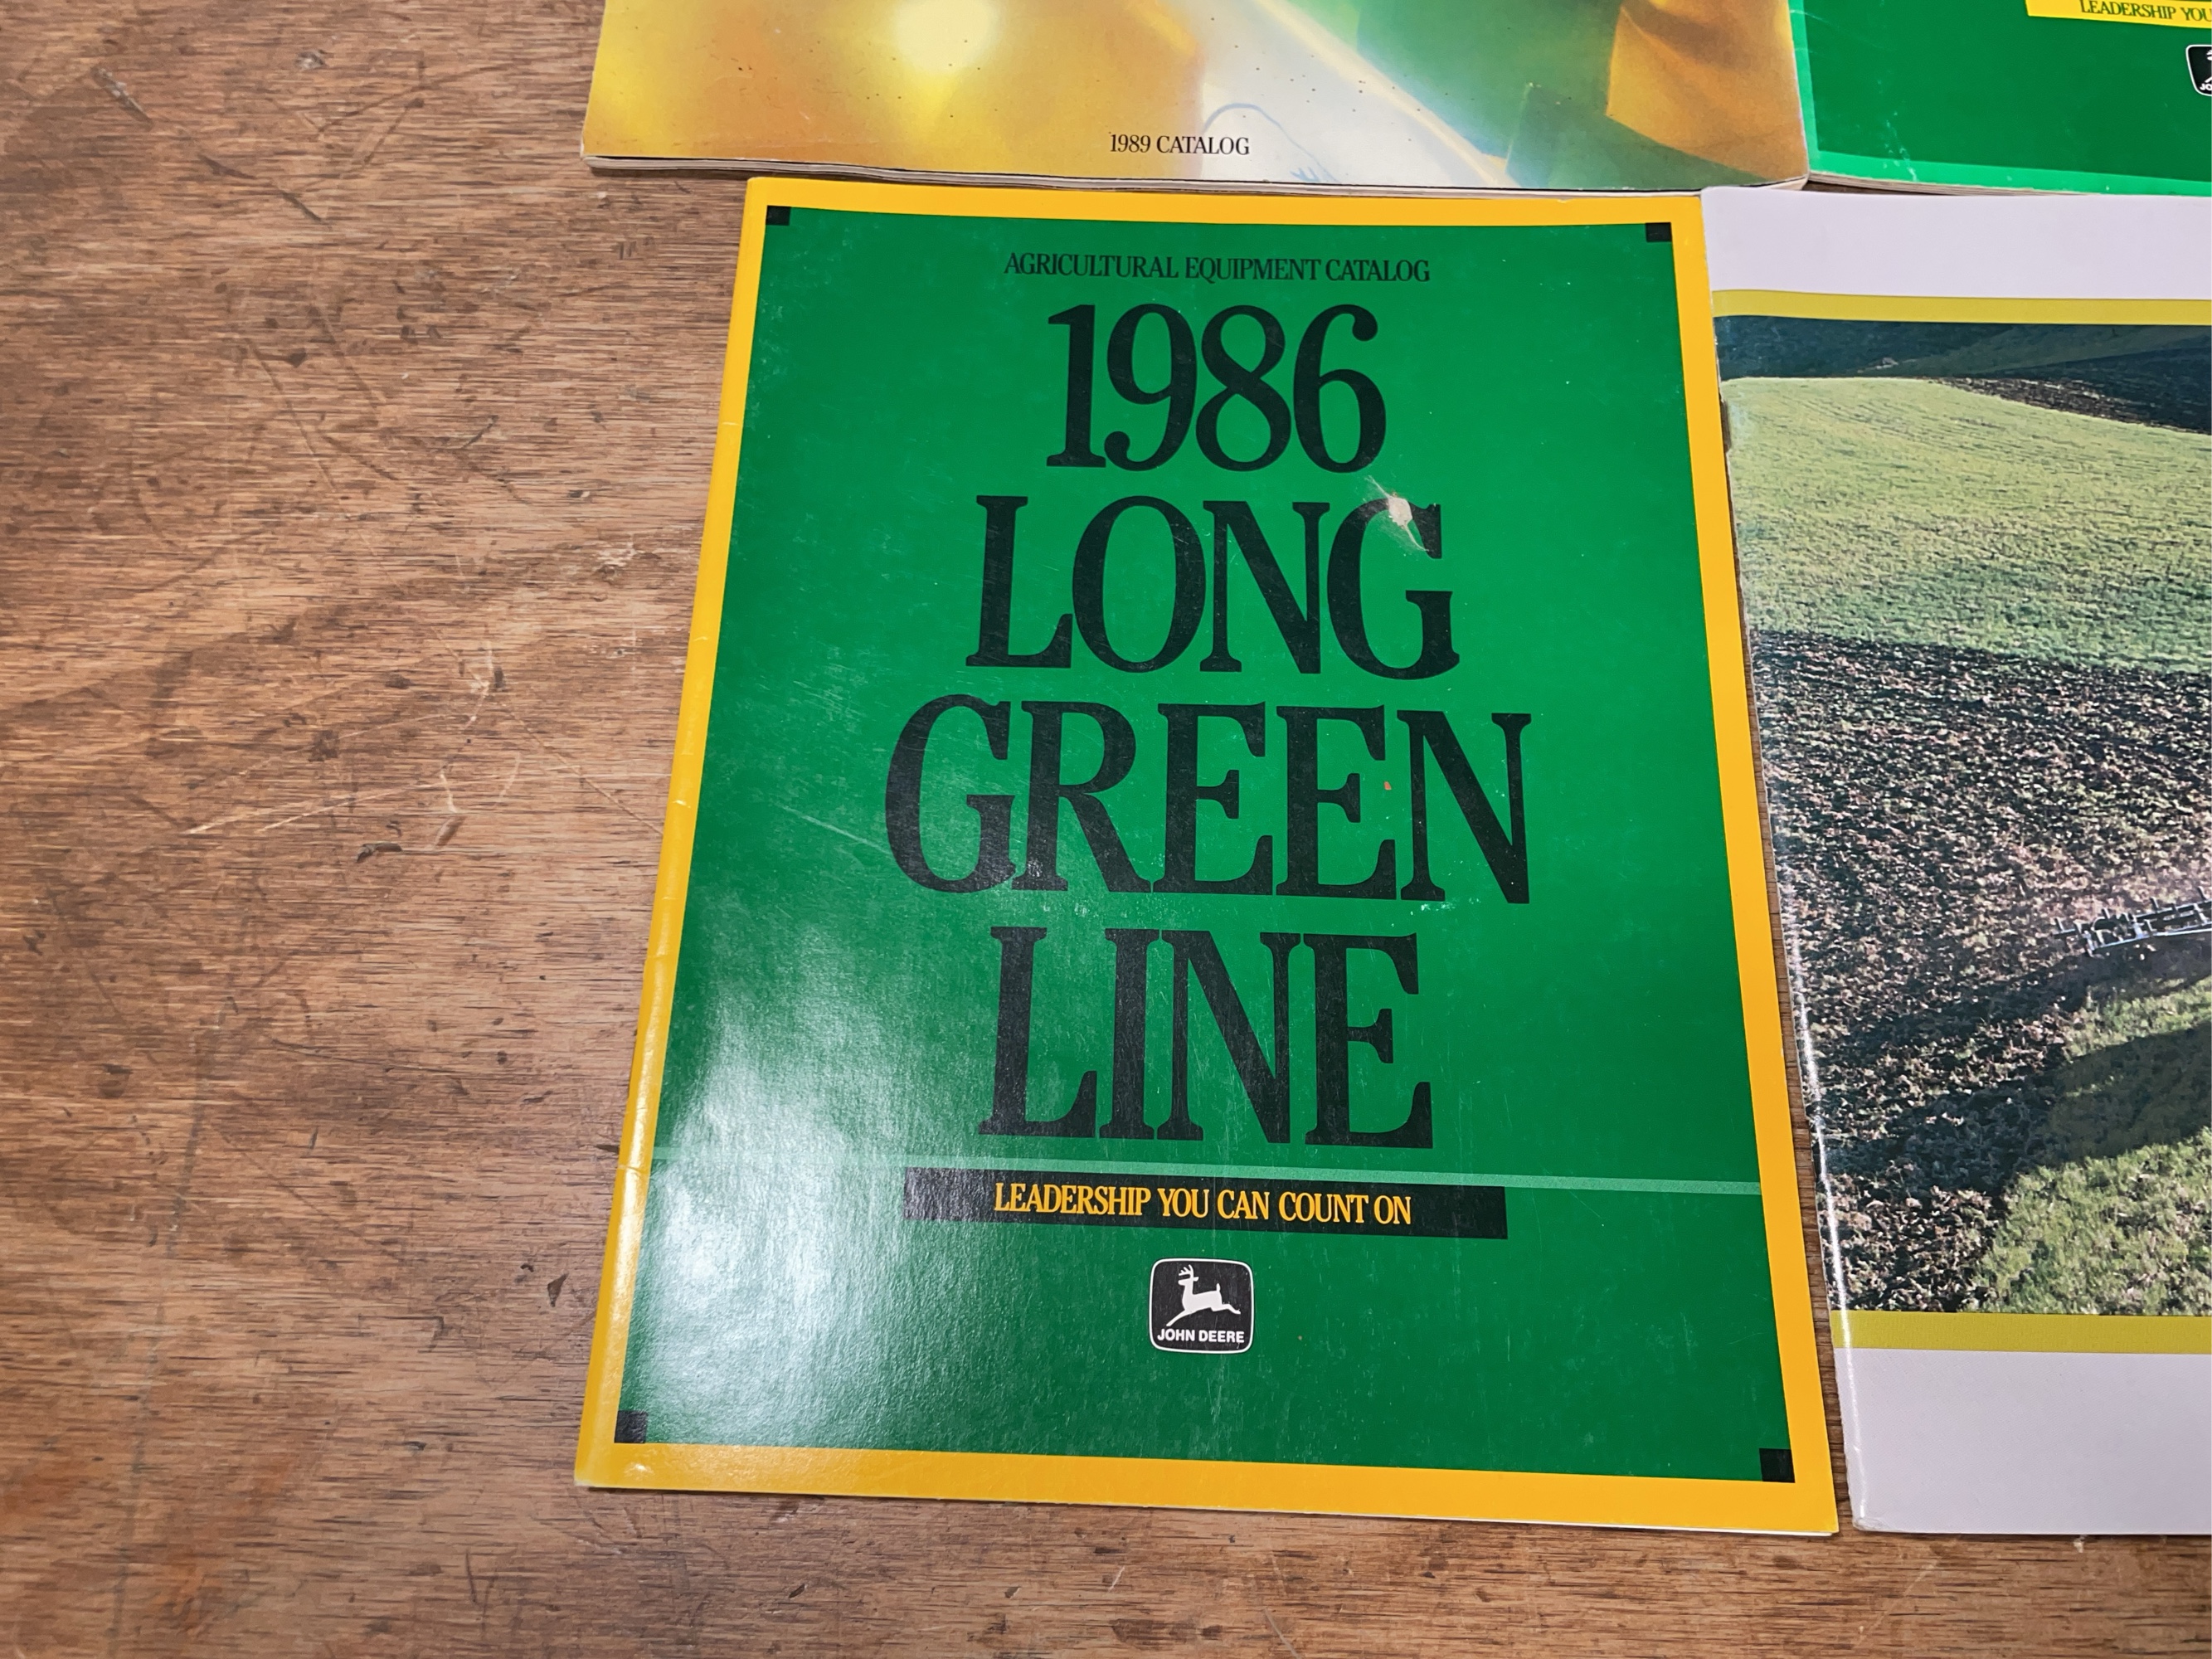 LEADERSHIP YOU
1989 CATALOG
AGRICULTURAL EQUIPMENT CATALOG
1986
LONG
GREEN
LINE
LEADERSHIP YOU CAN COUNT ON
JOHN DEERE